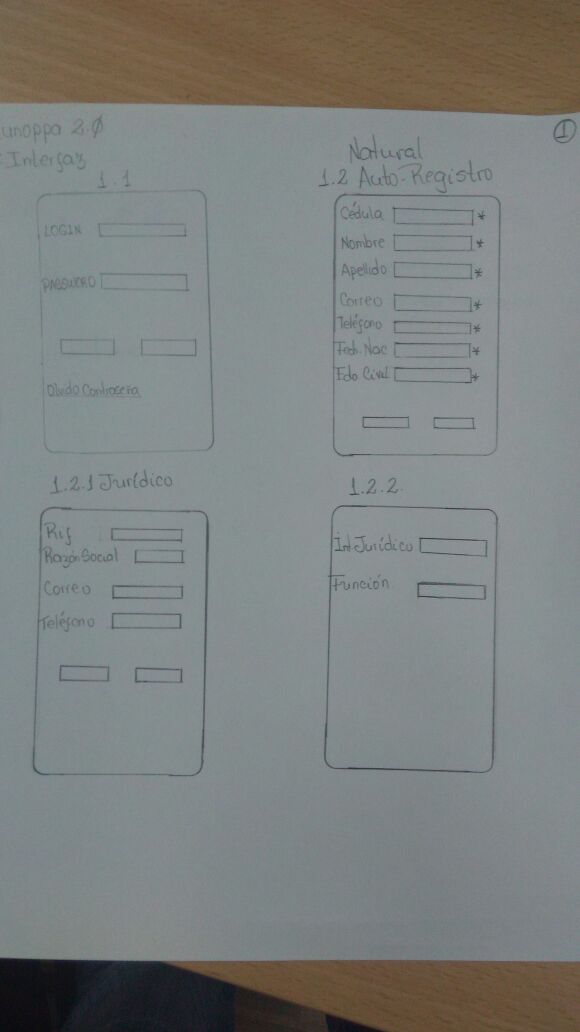 unoppa 2.0
Interfaz
1
1.1
LOGIN
PASSWORD
Olvido Contraseña
Natural
1.2 Auto-Registro
Cédula *
Nombre *
Apellido *
Correo *
Teléfono *
Fech. Nac *
Edo Civil *
1.2.1 Jurídico
Rif
Razón Social
Correo
Teléfono
1.2.2.
Int Jurídico
Función